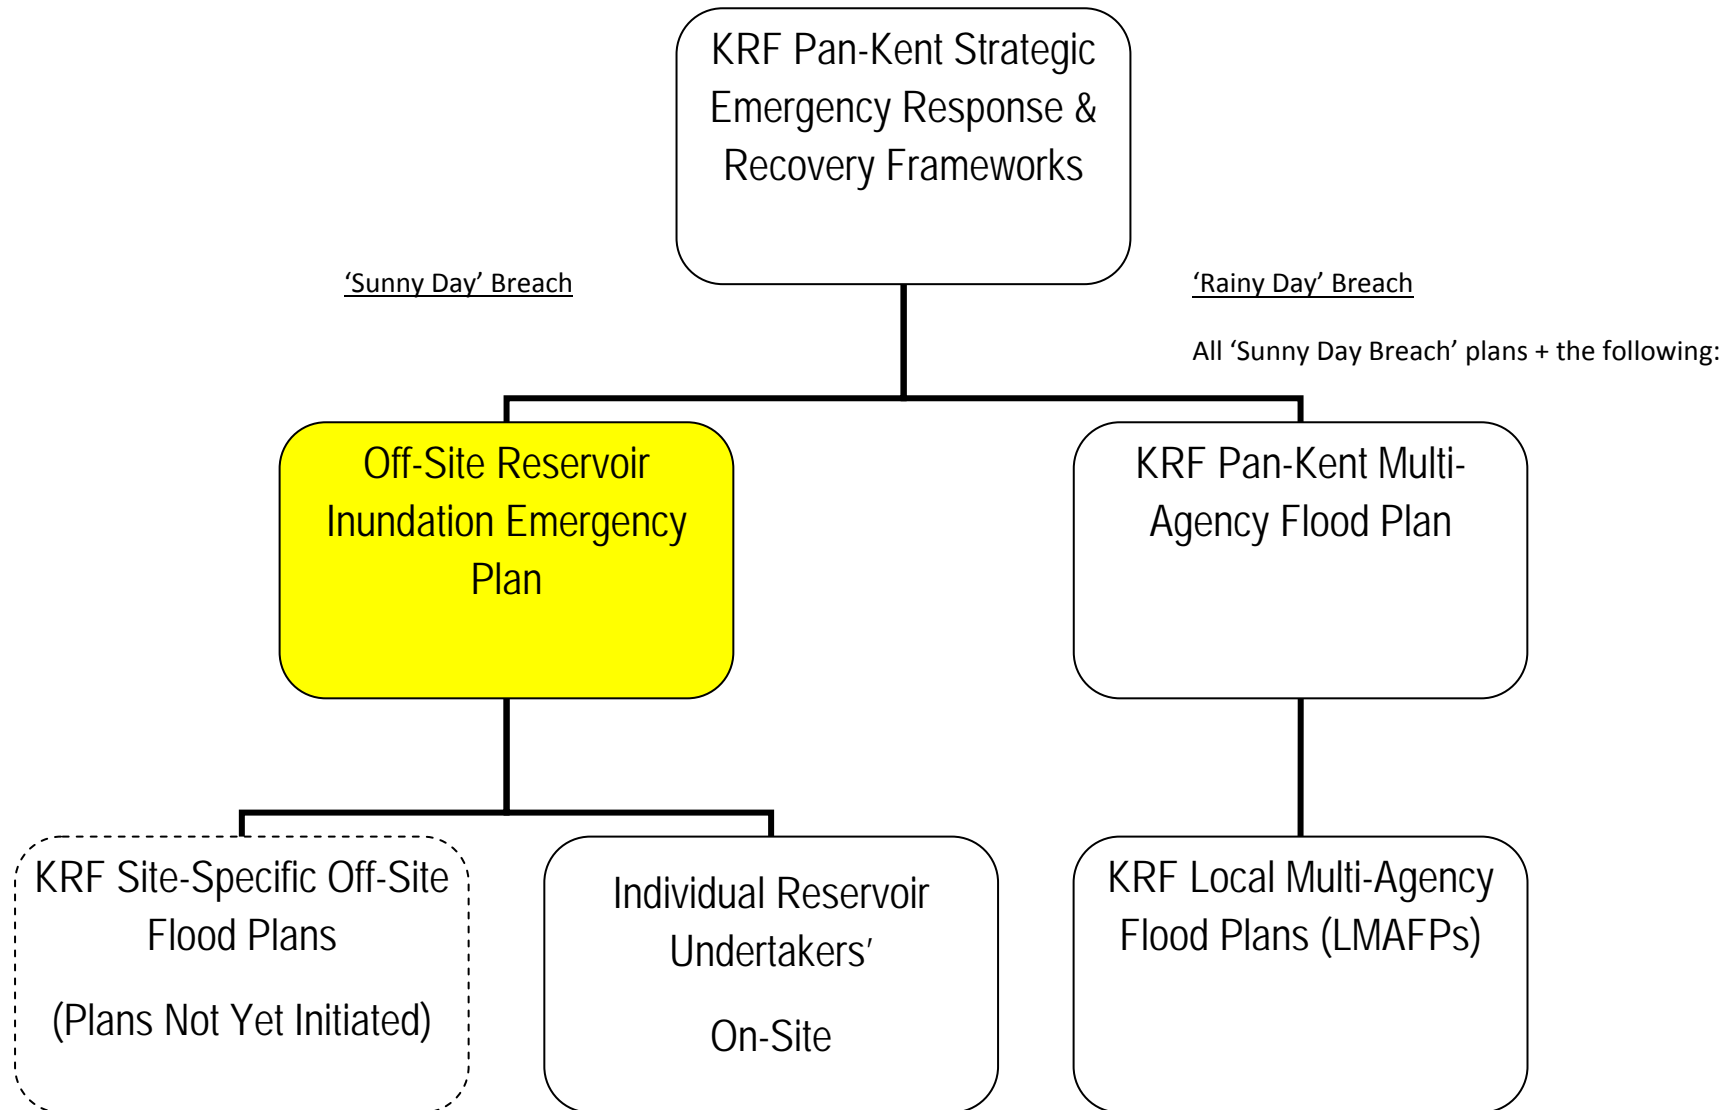 KRF Pan-Kent Strategic
Emergency Response &
Recovery Frameworks
‘Sunny Day’ Breach
‘Rainy Day’ Breach
All ‘Sunny Day Breach’ plans + the following:
Off-Site Reservoir
Inundation Emergency
Plan
KRF Pan-Kent Multi-
Agency Flood Plan
KRF Site-Specific Off-Site
Flood Plans
(Plans Not Yet Initiated)
Individual Reservoir
Undertakers’
On-Site
KRF Local Multi-Agency
Flood Plans (LMAFPs)